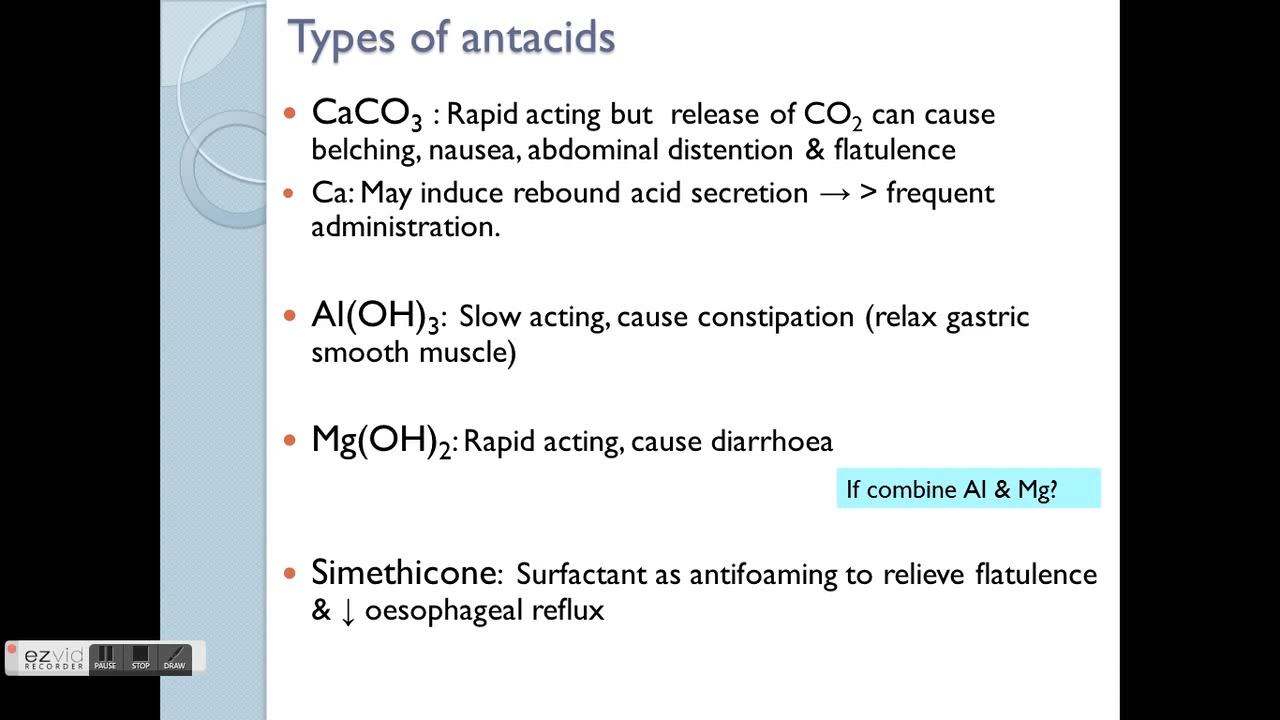 Types of antacids
• CaCO₃ : Rapid acting but release of CO₂ can cause
belching, nausea, abdominal distention & flatulence
• Ca: May induce rebound acid secretion → > frequent
administration.
• Al(OH)₃: Slow acting, cause constipation (relax gastric
smooth muscle)
• Mg(OH)₂: Rapid acting, cause diarrhoea
If combine Al & Mg?
• Simethicone: Surfactant as antifoaming to relieve flatulence
& ↓ oesophageal reflux
ezvid
RECORDER
PAUSE
STOP
DRAW